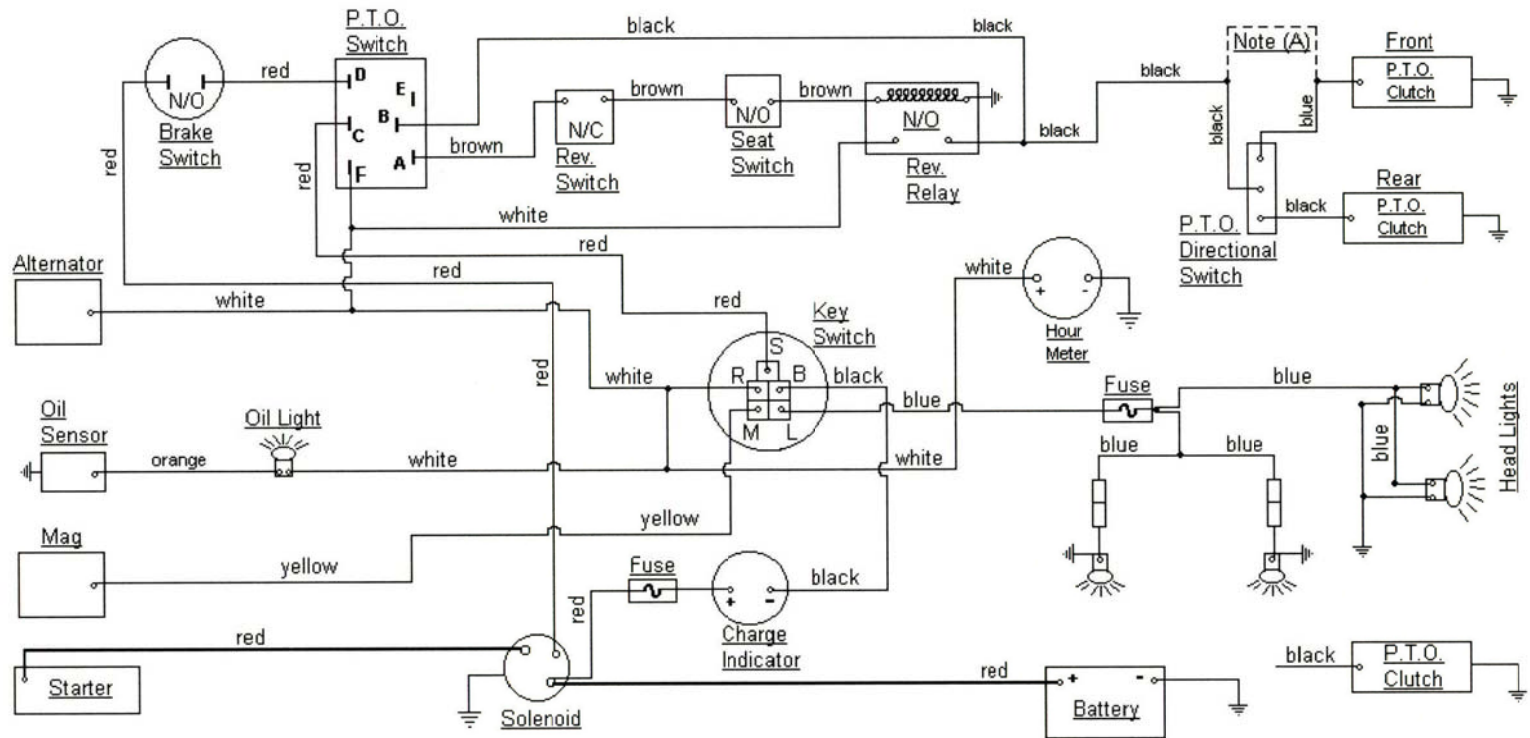 P.T.O.
Switch
black
black
Note (A)
Front
red
D
E
N/O
B
C
A
F
Brake
Switch
brown
N/C
Rev.
Switch
brown
N/O
Seat
Switch
brown
N/O
Rev.
Relay
black
black
black
blue
P.T.O.
Clutch
Rear
P.T.O.
Clutch
black
P.T.O.
Directional
Switch
red
red
white
red
Alternator
red
white
white
+ -
Hour
Meter
red
Key
Switch
S
R B
M L
red
red
white
black
blue
Fuse
blue
Head Lights
Oil
Sensor
Oil Light
orange
white
white
blue
blue
blue
yellow
Mag
yellow
Fuse
+ -
black
Charge
Indicator
red
red
Starter
Solenoid
red
+ -
Battery
black
P.T.O.
Clutch